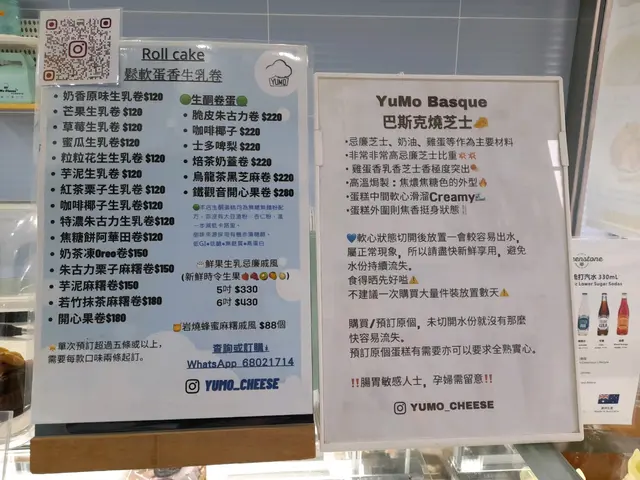 Roll cake
鬆軟蛋香生乳卷
YUMO
奶香原味生乳卷$120
芒果生乳卷$120
草莓生乳卷$120
蜜瓜生乳卷$120
粒粒花生生乳卷 $120
芋泥生乳卷$120
紅茶栗子生乳卷 $120
咖啡椰子生乳卷 $120
特濃朱古力生乳卷 $120
焦糖餅阿華田卷$120
奶茶凍Oreo卷$150
朱古力栗子麻糬卷$150
芋泥麻糬卷$150
若竹抹茶麻糬卷$180
開心果卷$180
單次預訂超過五條或以上，
需要每款口味兩條起訂。
生酮卷蛋
脆皮朱古力卷 $220
咖啡椰子 $220
士多啤梨 $220
焙茶奶蓋卷 $220
烏龍茶黑芝麻卷 $220
鐵觀音開心果卷 $280
鮮果生乳忌廉戚風
(新鮮時令生果)
5吋 $330
6吋 $430
岩燒蜂蜜麻糬戚風 $88個
查詢或訂購
WhatsApp 68021714
YUMO_CHEESE
YuMo Basque
巴斯克燒芝士
•忌廉芝士、奶油、雞蛋等作為主要材料
•非常非常高忌廉芝士比重
•雞蛋香乳香芝士香極度突出
•高溫焗製：焦燶焦糖色的外型
•蛋糕中間軟心滑溜Creamy
•蛋糕外圍則焦香挺身狀態
軟心狀態切開後放置一會較容易出水，
屬正常現象，所以請盡快新鮮享用，避免
水份持續流失。
食得晒先好嗌
不建議一次購買大量件裝放置數天
購買/預訂原個，未切開水份就沒有那麼
快容易流失。
預訂原個蛋糕有需要亦可以要求全熟實心。
!!腸胃敏感人士，孕婦需留意!!
YUMO_CHEESE
汽水 330mL
Lower Sugar Sodas